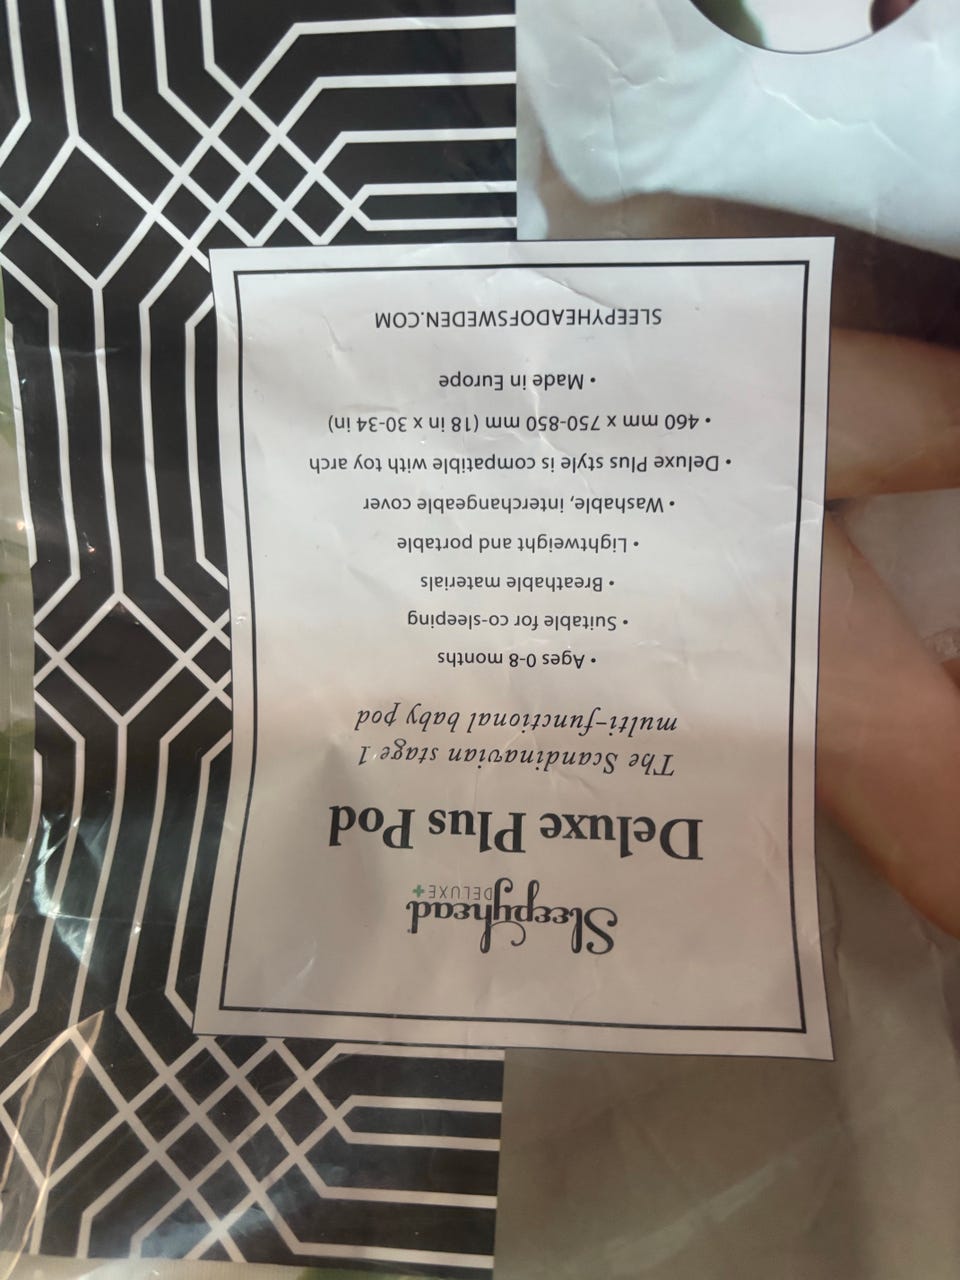 Sleepyhead
DELUXE+
Deluxe Plus Pod
The Scandinavian stage 1
multi-functional baby pod
• Ages 0-8 months
• Suitable for co-sleeping
• Breathable materials
• Lightweight and portable
• Washable, interchangeable cover
• Deluxe Plus style is compatible with toy arch
• 460 mm x 750-850 mm (18 in x 30-34 in)
• Made in Europe
SLEEPYHEADOFSWEDEN.COM